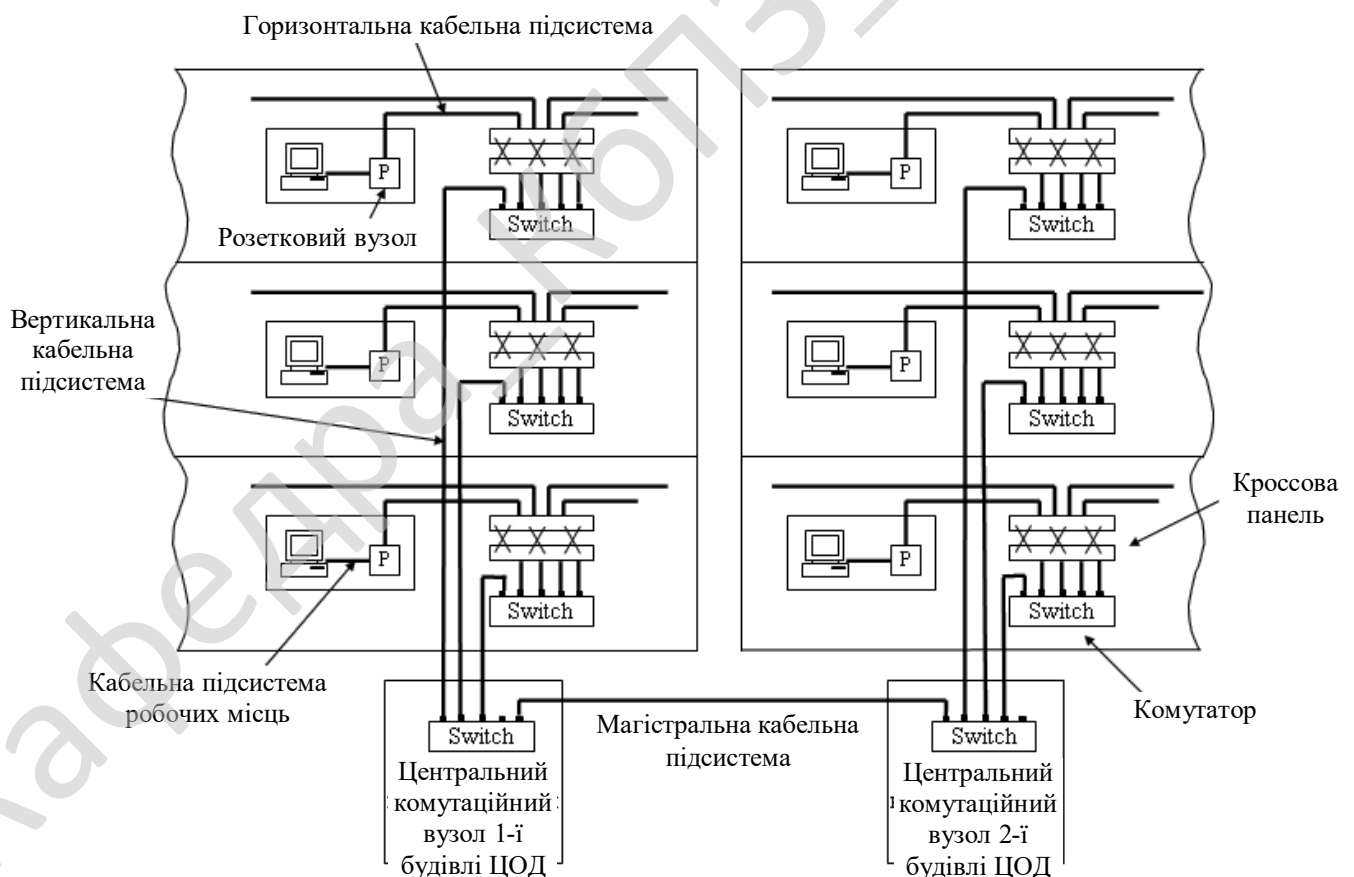 Горизонтальна кабельна підсистема
P
Switch
Розетковий вузол
P
Switch
Вертикальна
кабельна
підсистема
P
Switch
P
Switch
P
Switch
Кроссова
панель
P
Switch
Кабельна підсистема
робочих місць
Switch
Центральний
комутаційний
вузол 1-ї
будівлі ЦОД
Магістральна кабельна
підсистема
Switch
Центральний
комутаційний
вузол 2-ї
будівлі ЦОД
Комутатор
Кафедра_КОПЗ_